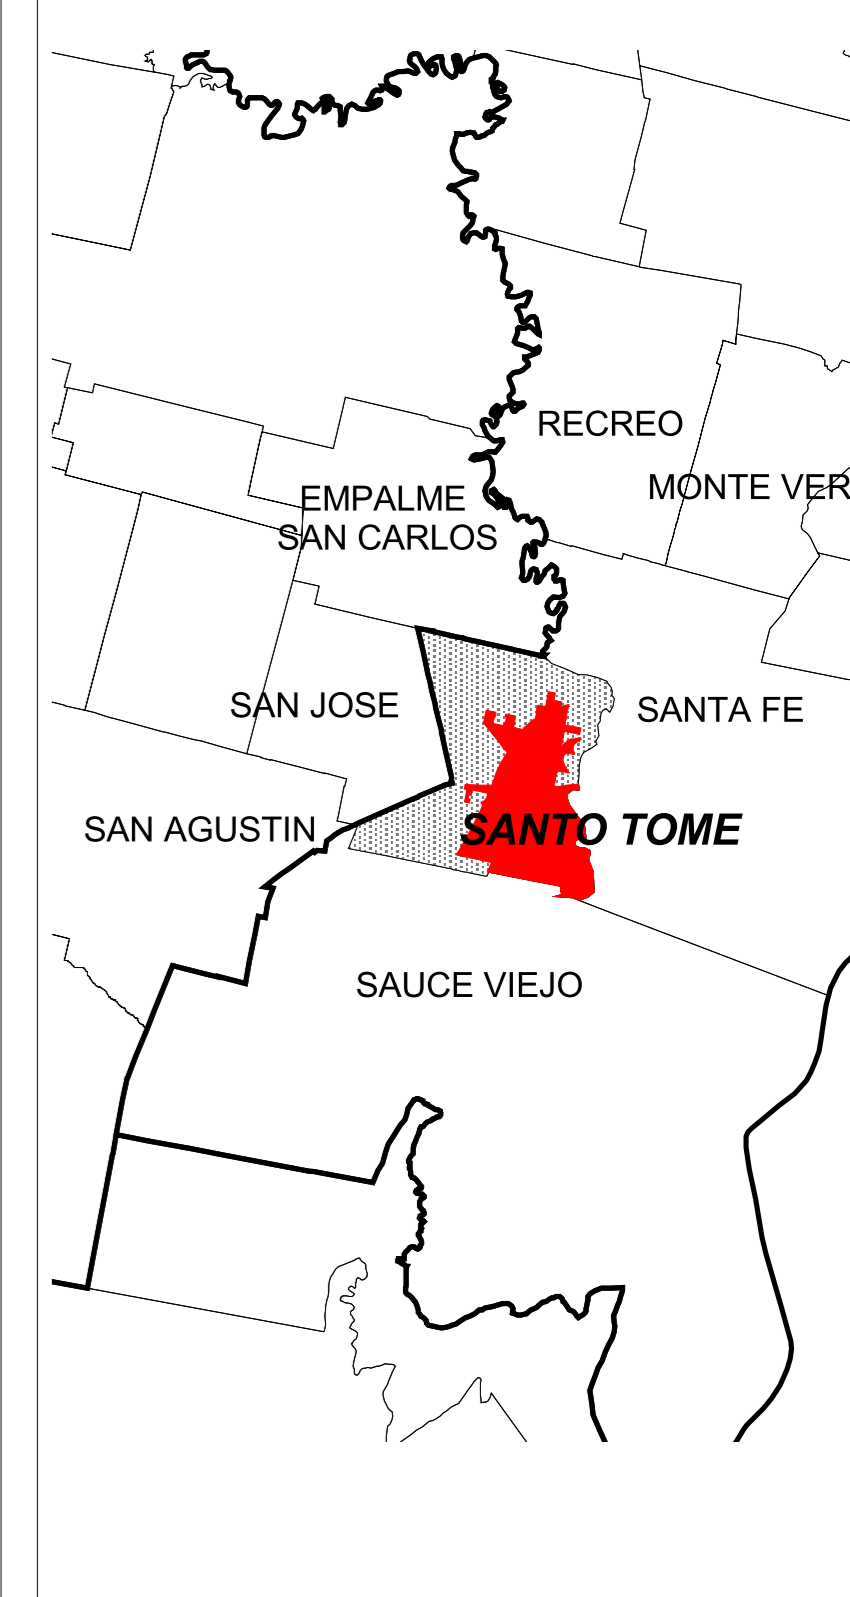 RECREO
MONTE VER
EMPALME
SAN CARLOS
SAN JOSE
SANTA FE
SAN AGUSTIN
SANTO TOME
SAUCE VIEJO